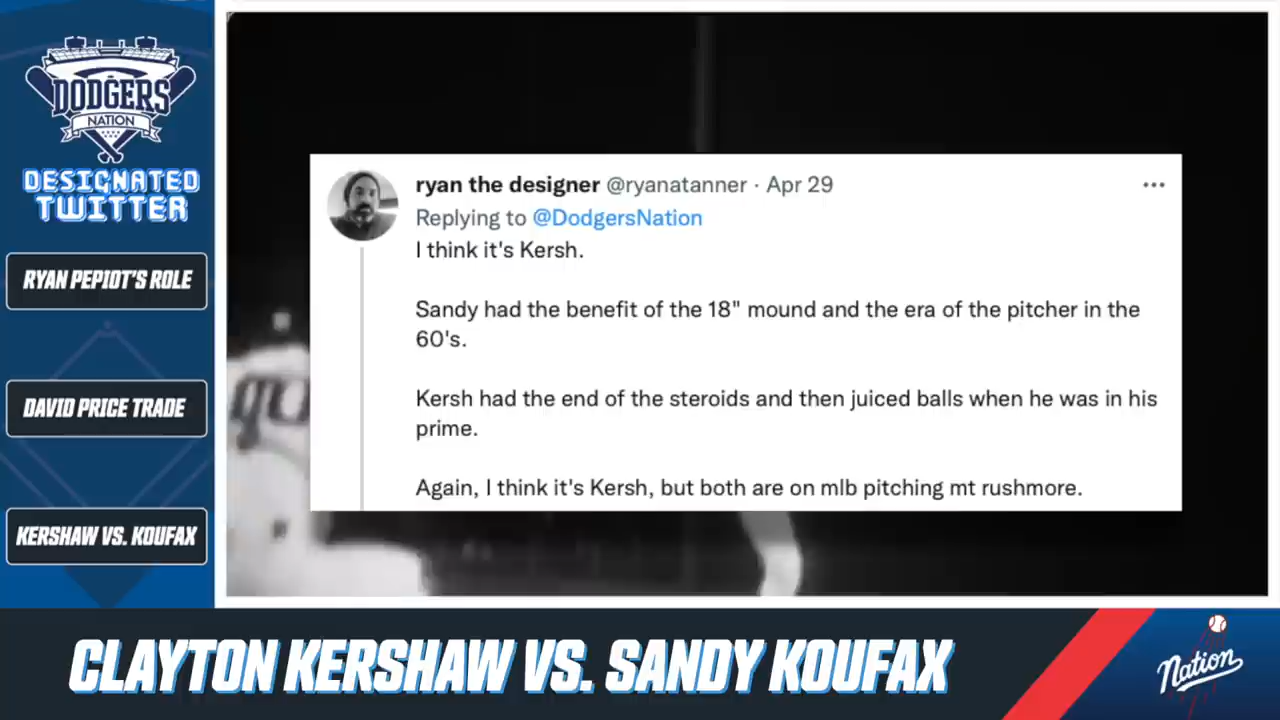 DODGERS
NATION
DESIGNATED
TWITTER
RYAN PEPIOT'S ROLE
DAVID PRICE TRADE
KERSHAW VS. KOUFAX
ryan the designer @ryanatanner · Apr 29
Replying to @DodgersNation
I think it's Kersh.
Sandy had the benefit of the 18" mound and the era of the pitcher in the
60's.
Kersh had the end of the steroids and then juiced balls when he was in his
prime.
Again, I think it's Kersh, but both are on mlb pitching mt rushmore.
CLAYTON KERSHAW VS. SANDY KOUFAX
Nation